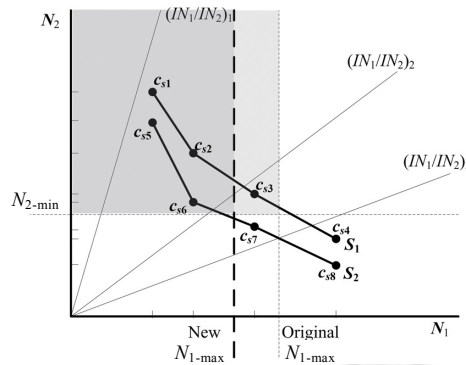 N₂
(IN₁/IN₂)₁
(IN₁/IN₂)₂
(IN₁/IN₂)
cs1
cs5
cs2
cs3
cs6
cs7
cs4
S₁
cs8
S₂
N₂₋min
New
N₁₋max
Original
N₁₋max
N₁